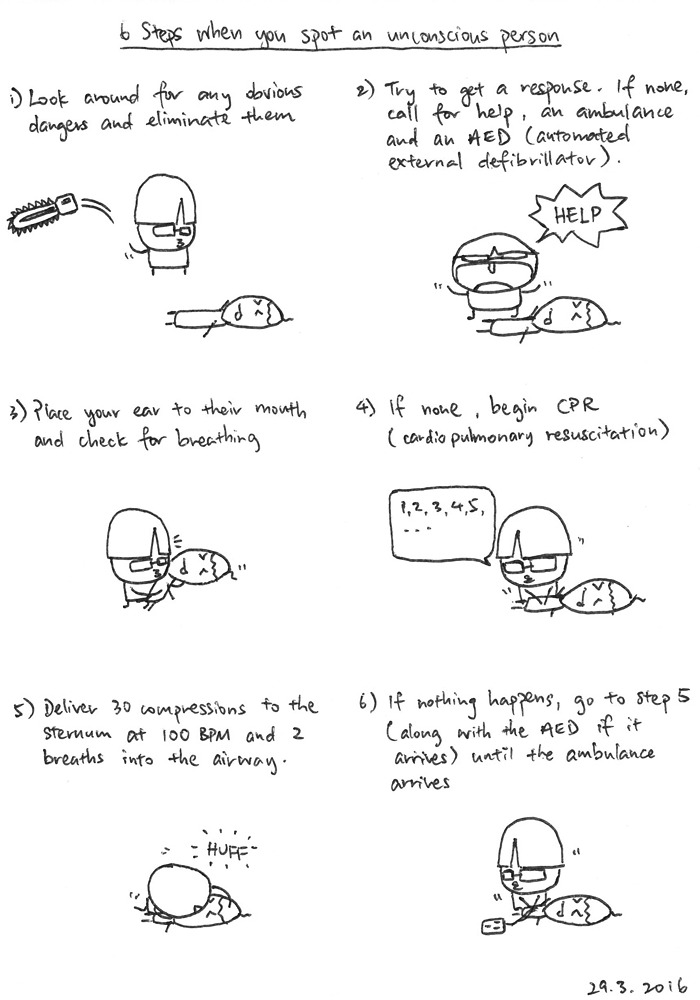 6 Steps when you spot an unconscious person
1) Look around for any obvious
dangers and eliminate them
2) Try to get a response. If none,
call for help, an ambulance
and an AED (automated
external defibrillator).
HELP
3) Place your ear to their mouth
and check for breathing
4) If none, begin CPR
(cardiopulmonary resuscitation)
1,2,3,4,5,
---
5) Deliver 30 compressions to the
sternum at 100 BPM and 2
breaths into the airway.
HUFF
6) If nothing happens, go to step 5
(along with the AED if it
arrives) until the ambulance
arrives
29.3.2016